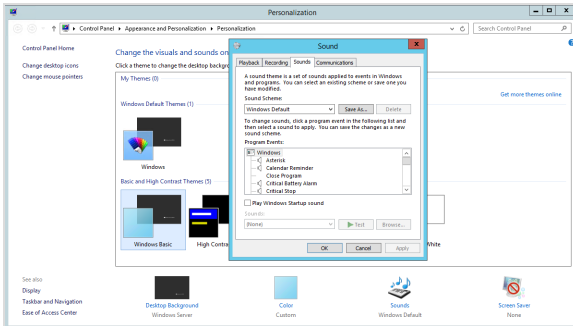 Personalization
Control Panel ▸ Appearance and Personalization ▸ Personalization
Search Control Panel
Control Panel Home
Change desktop icons
Change mouse pointers
Change the visuals and sounds on
Click a theme to change the desktop backgro
My Themes (0)
Get more themes online
Windows Default Themes (1)
Windows
Basic and High Contrast Themes (5)
Windows Basic
High Contra
White
Sound
Playback
Recording
Sounds
Communications
A sound theme is a set of sounds applied to events in Windows
and programs. You can select an existing scheme or save one you
have modified.
Sound Scheme:
Windows Default
Save As...
Delete
To change sounds, click a program event in the following list and
then select a sound to apply. You can save the changes as a new
sound scheme.
Program Events:
Windows
Asterisk
Calendar Reminder
Close Program
Critical Battery Alarm
Critical Stop
Play Windows Startup sound
Sounds:
(None)
Test
Browse...
OK
Cancel
Apply
See also
Display
Taskbar and Navigation
Ease of Access Center
Desktop Background
Windows Server
Color
Custom
Sounds
Windows Default
Screen Saver
None